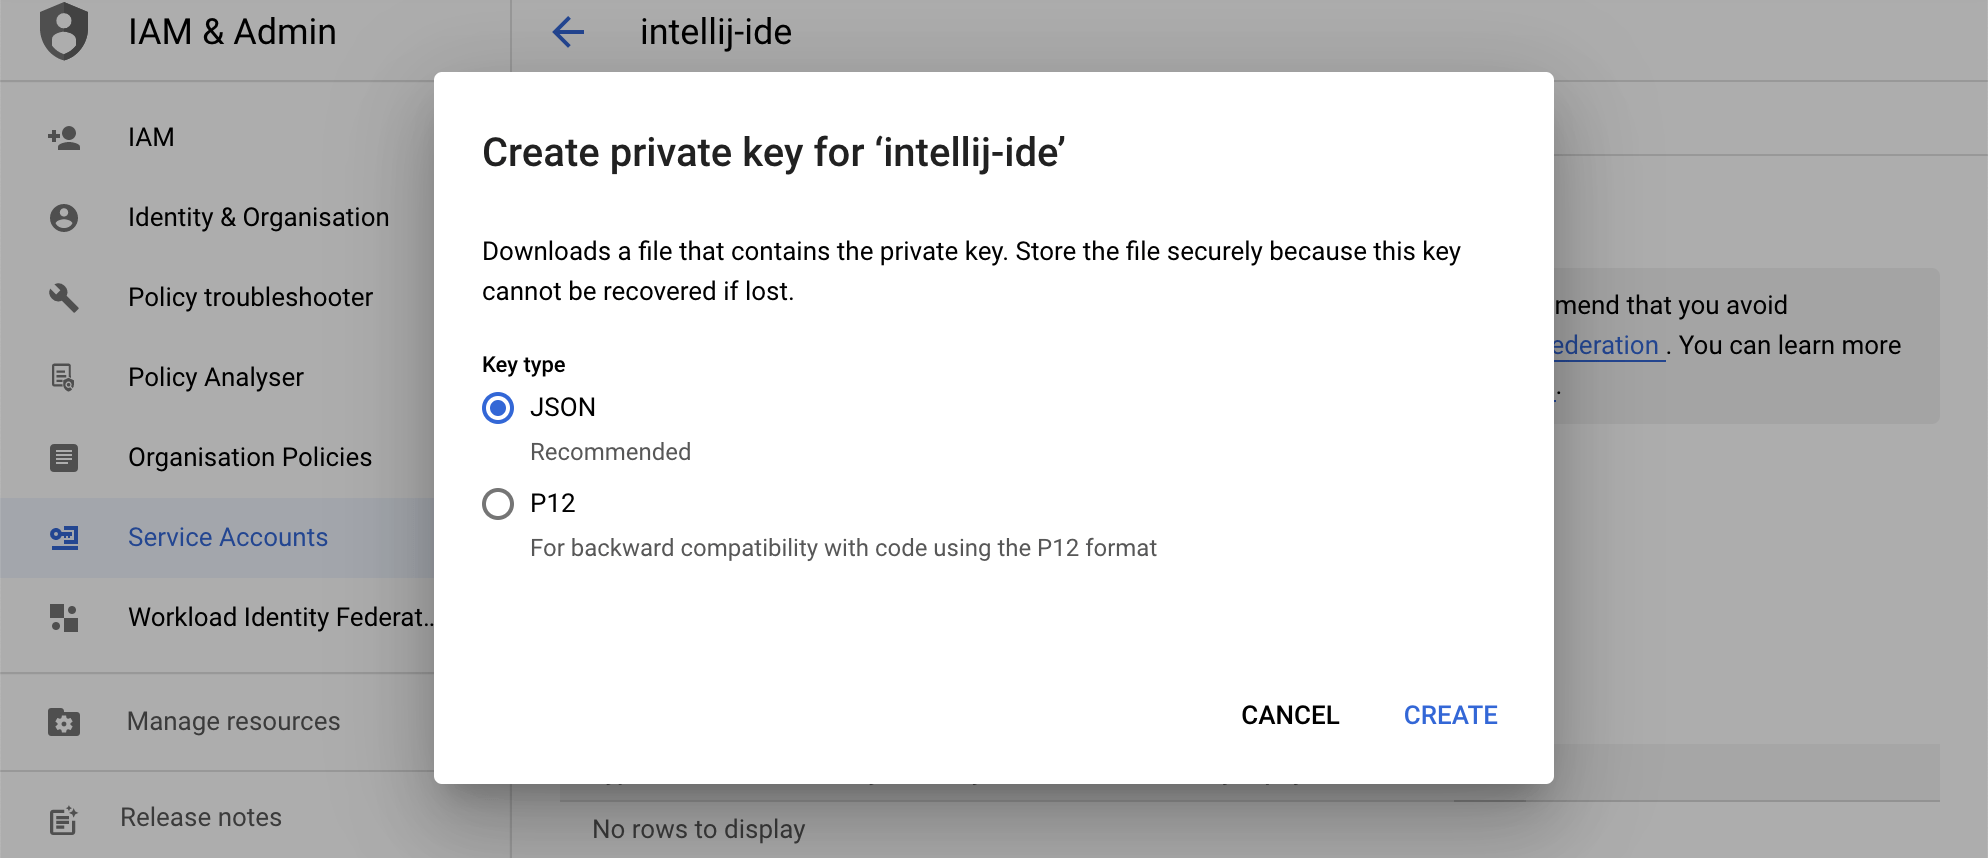 IAM & Admin
intellij-ide
IAM
Identity & Organisation
Policy troubleshooter
Policy Analyser
Organisation Policies
Service Accounts
Workload Identity Federat...
Manage resources
Release notes
Create private key for ‘intellij-ide’
Downloads a file that contains the private key. Store the file securely because this key
cannot be recovered if lost.
Key type
JSON
Recommended
P12
For backward compatibility with code using the P12 format
CANCEL
CREATE
mend that you avoid
ederation . You can learn more
.
No rows to display